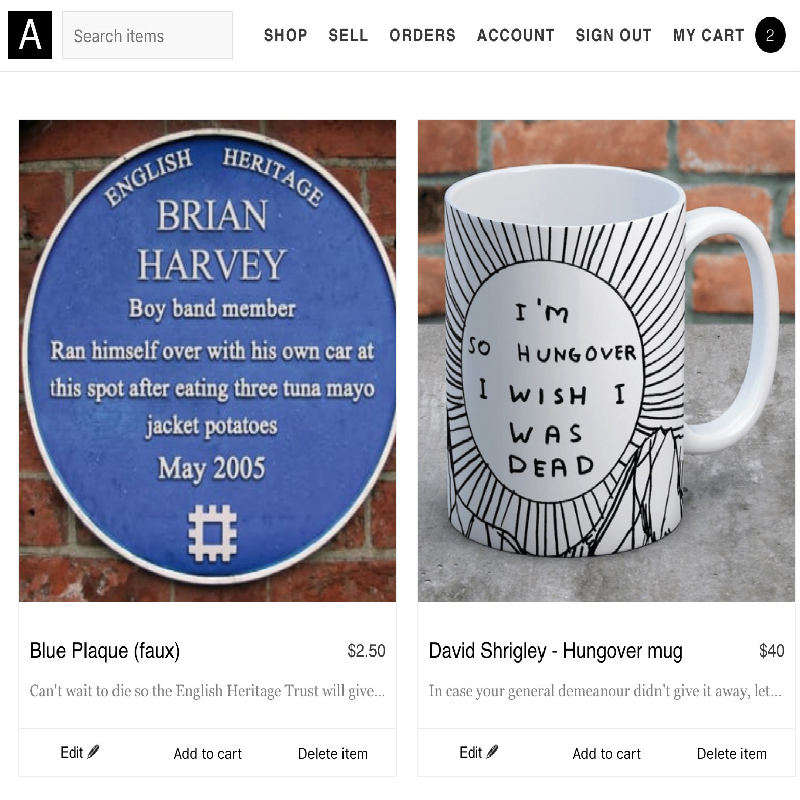 A
Search items
SHOP SELL ORDERS ACCOUNT SIGN OUT MY CART 2
ENGLISH HERITAGE
BRIAN
HARVEY
Boy band member
Ran himself over with his own car at
this spot after eating three tuna mayo
jacket potatoes
May 2005
I'M
SO HUNGOVER
I WISH I
WAS
DEAD
Blue Plaque (faux) $2.50
Can't wait to die so the English Heritage Trust will give...
Edit Add to cart Delete item
David Shrigley - Hungover mug $40
In case your general demeanour didn't give it away, let...
Edit Add to cart Delete item